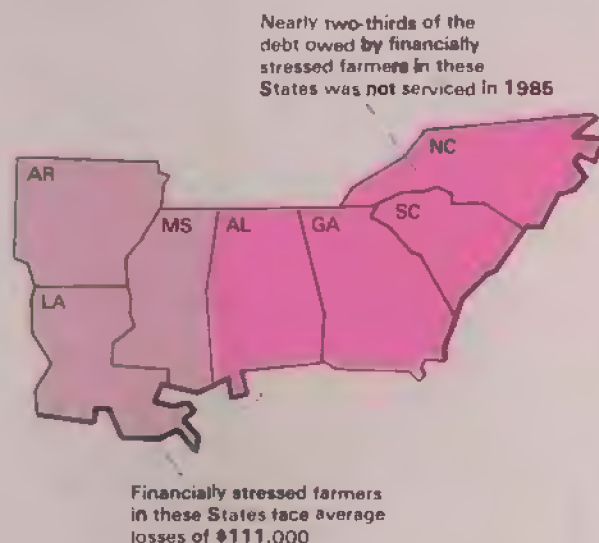 Nearly two-thirds of the
debt owed by financially
stressed farmers in these
States was not serviced in 1985
NC
AR
MS AL GA SC
LA
Financially stressed farmers
in these States face average
losses of $111,000